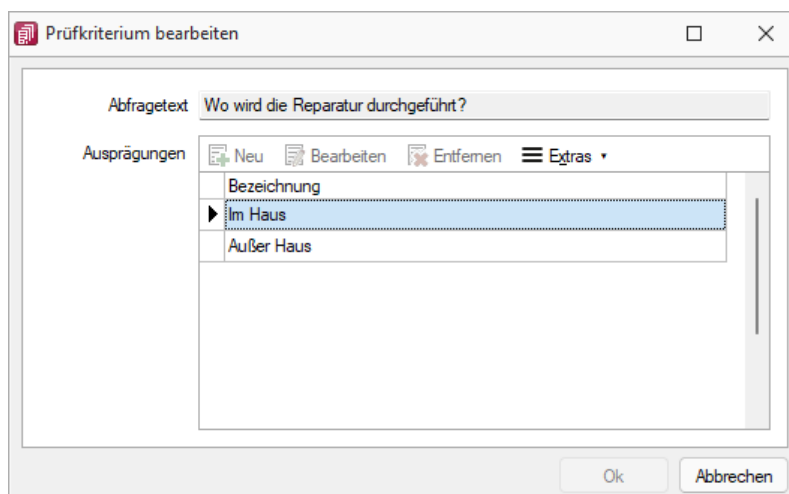 Prüfkriterium bearbeiten
Abfragetext Wo wird die Reparatur durchgeführt?
Ausprägungen Neu Bearbeiten Entfernen Extras
Bezeichnung
Im Haus
Außer Haus
Ok Abbrechen